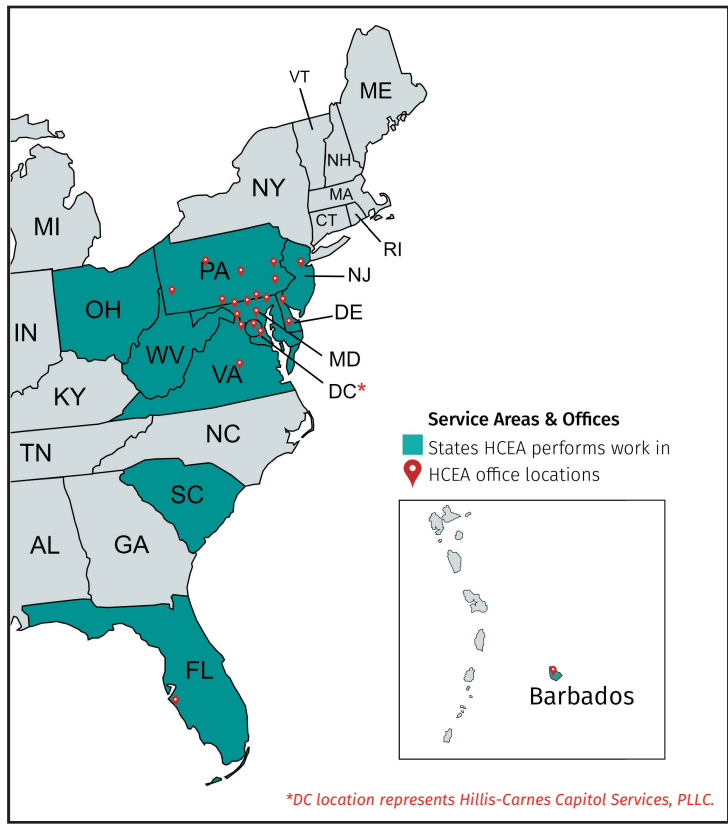 VT
ME
NH
NY
MA
MI
CT
RI
PA
NJ
OH
DE
IN
WV
MD
VA
DC*
KY
Service Areas & Offices
NC
States HCEA performs work in
TN
HCEA office locations
SC
AL
GA
FL
Barbados
*DC location represents Hillis-Carnes Capitol Services, PLLC.